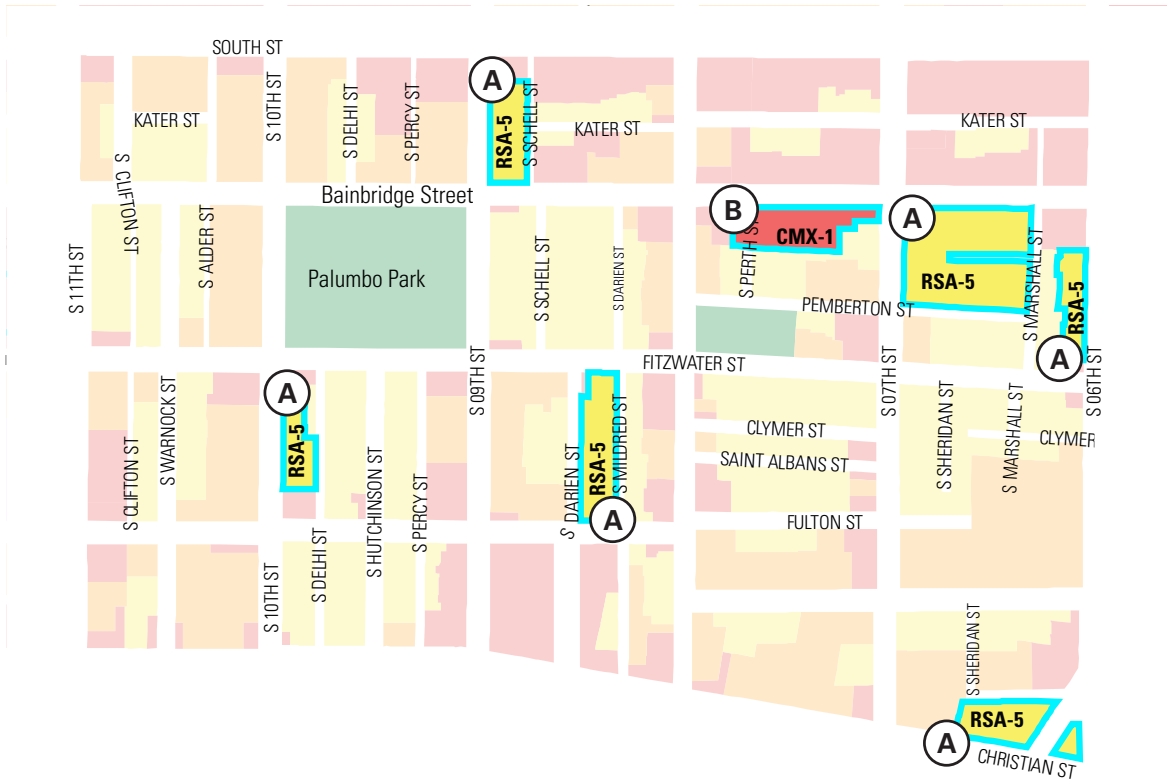 SOUTH ST
A
S SCHELL ST
RSA-5
S 10TH ST
S DELHI ST
S PERCY ST
KATER ST
KATER ST
KATER ST
S CLIFTON ST
Bainbridge Street
B
CMX-1
A
RSA-5
S 11TH ST
S ALDER ST
Palumbo Park
S SCHELL ST
S DARIEN ST
S PERTH ST
S MARSHALL ST
RSA-5
A
PEMBERTON ST
FITZWATER ST
S 09TH ST
S 07TH ST
S 06TH ST
A
RSA-5
S CLIFTON ST
S WARNOCK ST
S HUTCHINSON ST
S PERCY ST
S DARIEN ST
RSA-5
S MILDRED ST
A
CLYMER ST
SAINT ALBANS ST
FULTON ST
S SHERIDAN ST
S MARSHALL ST
CLYMER
S 10TH ST
S DELHI ST
S SHERIDAN ST
RSA-5
A
CHRISTIAN ST